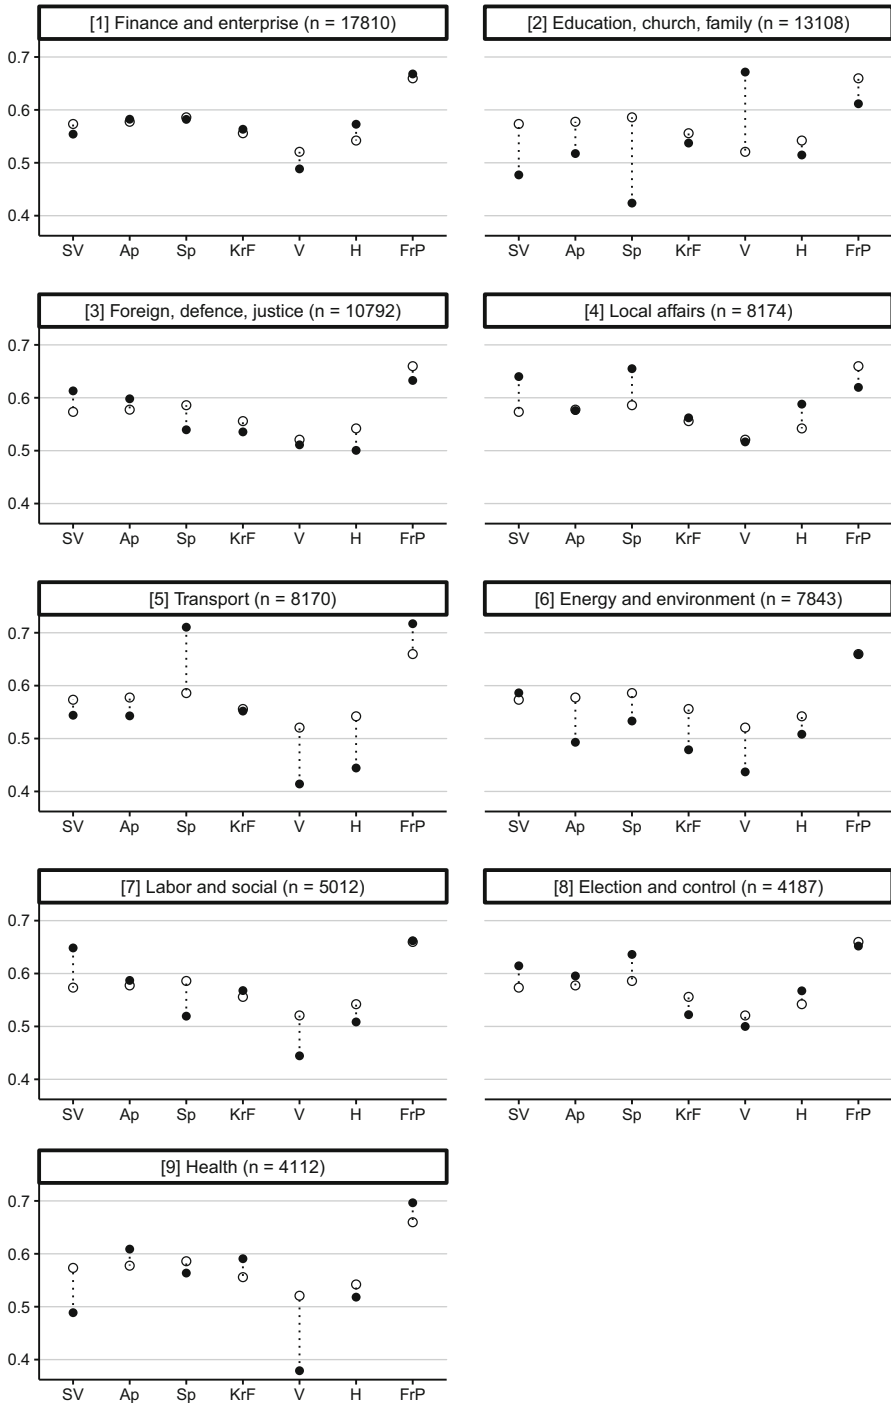 [1] Finance and enterprise (n = 17810)
[2] Education, church, family (n = 13108)
0.7
0.6
0.5
0.4
SV Ap Sp KrF V H FrP
SV Ap Sp KrF V H FrP
[3] Foreign, defence, justice (n = 10792)
[4] Local affairs (n = 8174)
0.7
0.6
0.5
0.4
SV Ap Sp KrF V H FrP
SV Ap Sp KrF V H FrP
[5] Transport (n = 8170)
[6] Energy and environment (n = 7843)
0.7
0.6
0.5
0.4
SV Ap Sp KrF V H FrP
SV Ap Sp KrF V H FrP
[7] Labor and social (n = 5012)
[8] Election and control (n = 4187)
0.7
0.6
0.5
0.4
SV Ap Sp KrF V H FrP
SV Ap Sp KrF V H FrP
[9] Health (n = 4112)
0.7
0.6
0.5
0.4
SV Ap Sp KrF V H FrP